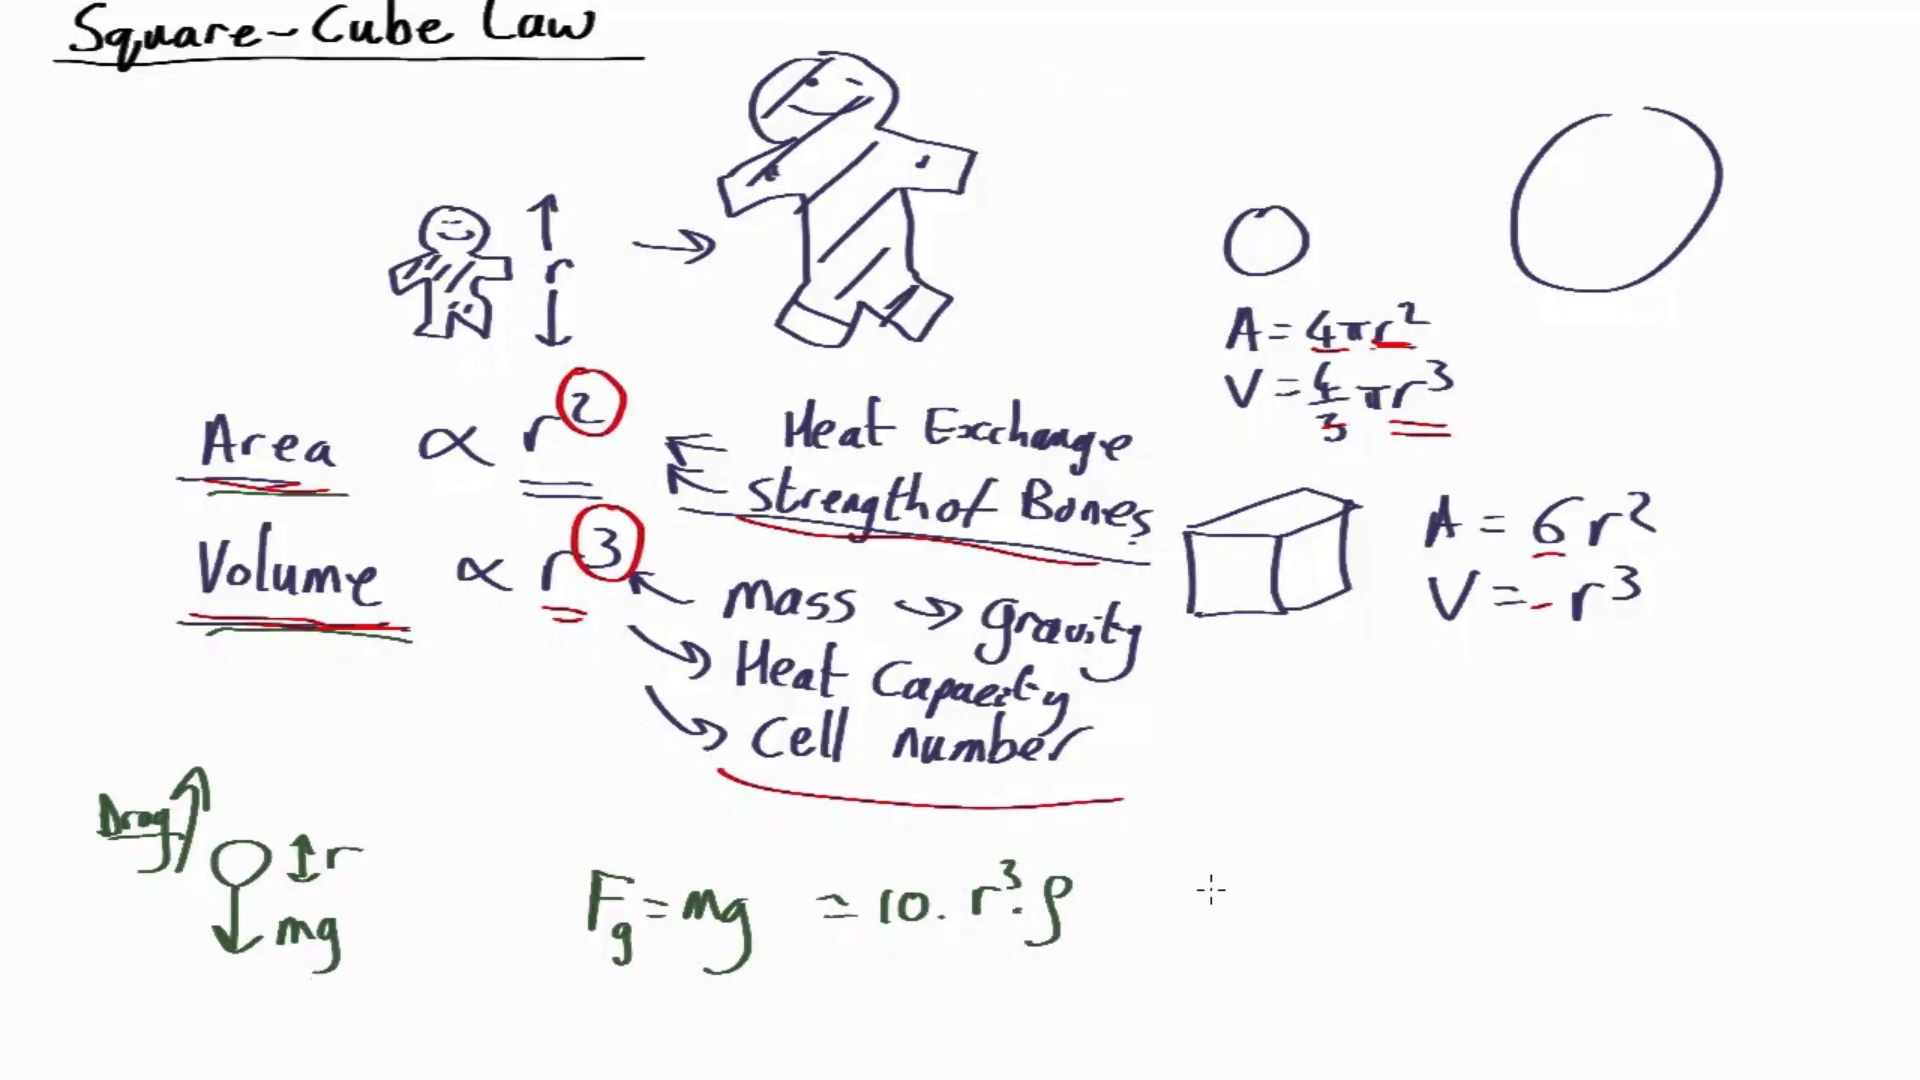 Square-Cube Law
r
A = 4πr²
V = 4/3 πr³
Area ∝ r²
Heat Exchange
Strength of Bones
A = 6r²
V = r³
Volume ∝ r³
Mass → gravity
Heat Capacity
Cell number
Drag
r
mg
Fg = mg = 10. r³. ρ